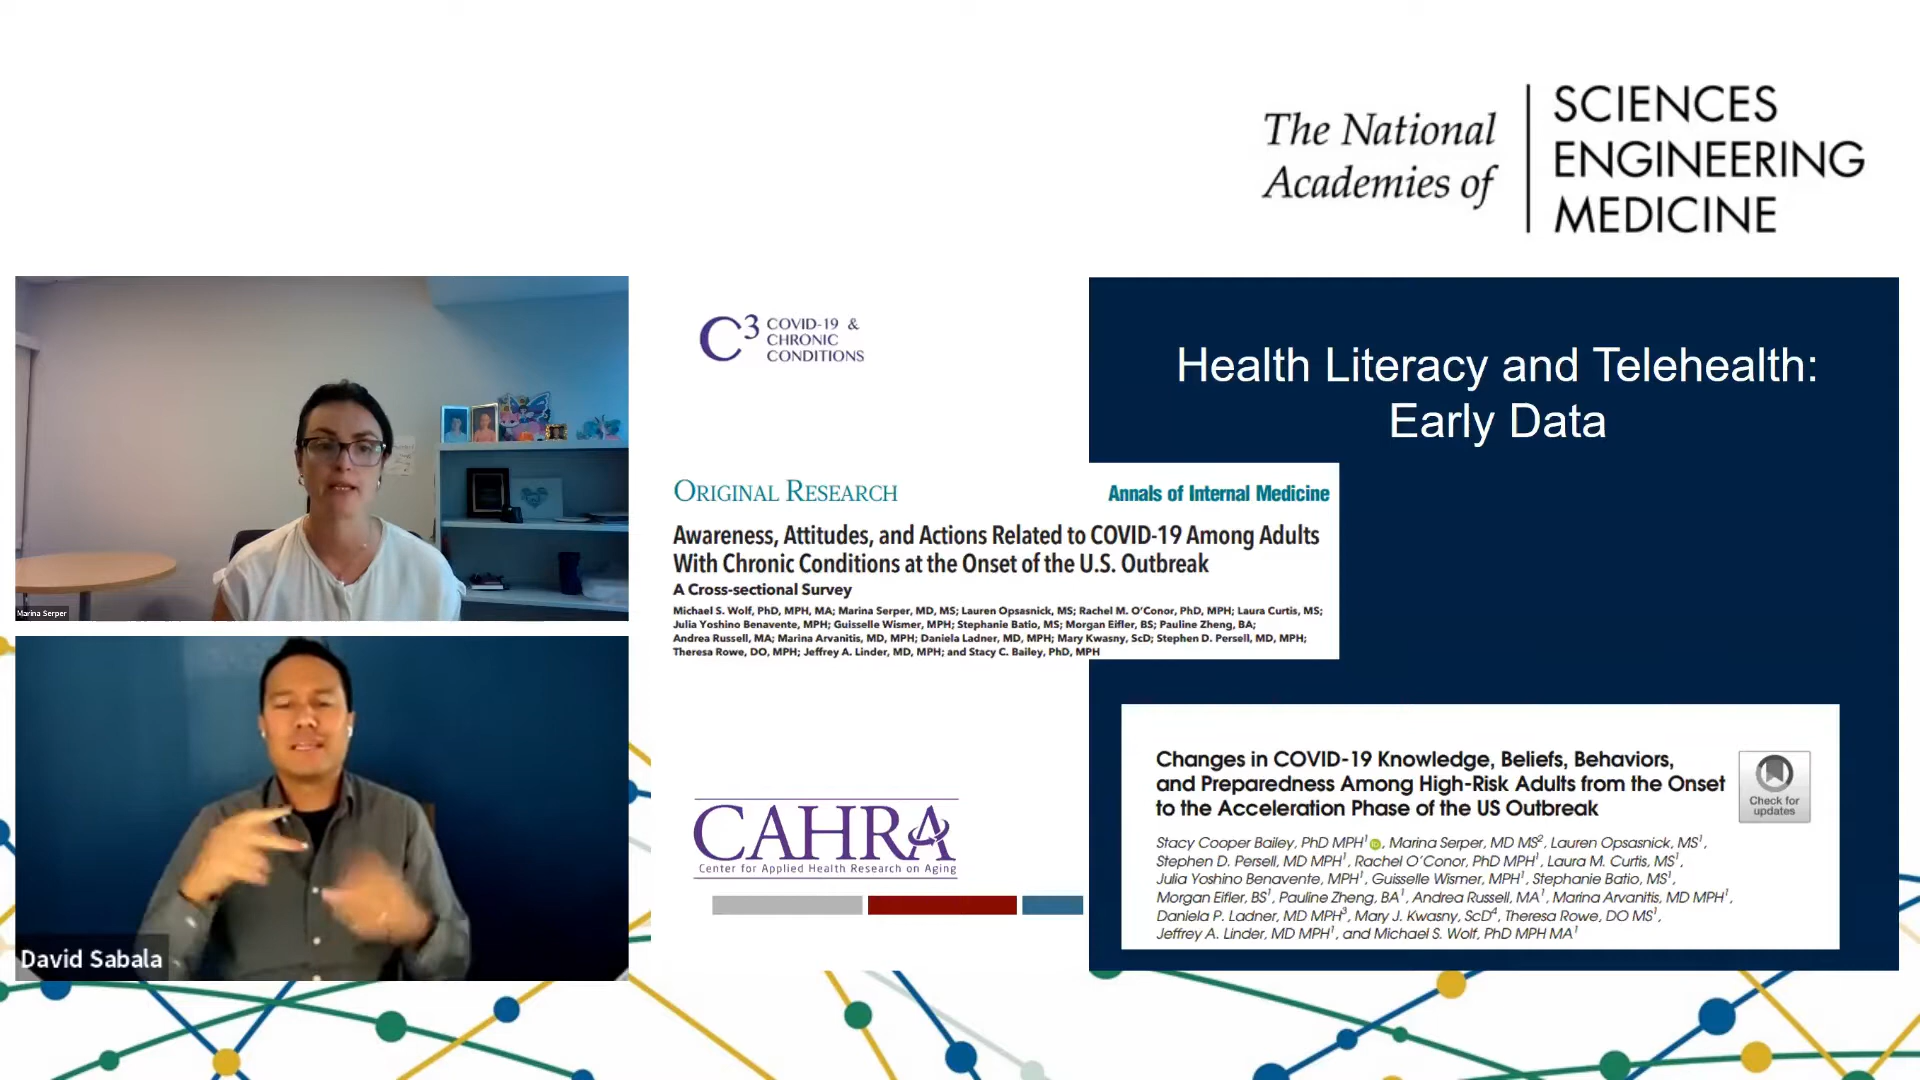 The National
Academies of
SCIENCES
ENGINEERING
MEDICINE
Marina Serper
David Sabala
C3 COVID-19 &
CHRONIC
CONDITIONS
Health Literacy and Telehealth:
Early Data
ORIGINAL RESEARCH
Annals of Internal Medicine
Awareness, Attitudes, and Actions Related to COVID-19 Among Adults
With Chronic Conditions at the Onset of the U.S. Outbreak
A Cross-sectional Survey
Michael S. Wolf, PhD, MPH, MA; Marina Serper, MD, MS; Lauren Opsasnick, MS; Rachel M. O'Conor, PhD, MPH; Laura Curtis, MS;
Julia Yoshino Benavente, MPH; Guisselle Wismer, MPH; Stephanie Batio, MS; Morgan Eifler, BS; Pauline Zheng, BA;
Andrea Russell, MA; Marina Arvanitis, MD, MPH; Daniela Ladner, MD, MPH; Mary Kwasny, ScD; Stephen D. Persell, MD, MPH;
Theresa Rowe, DO, MPH; Jeffrey A. Linder, MD, MPH; and Stacy C. Bailey, PhD, MPH
CAHRA
Center for Applied Health Research on Aging
Changes in COVID-19 Knowledge, Beliefs, Behaviors,
and Preparedness Among High-Risk Adults from the Onset
to the Acceleration Phase of the US Outbreak
Check for
updates
Stacy Cooper Bailey, PhD MPH1 iD, Marina Serper, MD MS2, Lauren Opsasnick, MS1,
Stephen D. Persell, MD MPH1, Rachel O'Conor, PhD MPH1, Laura M. Curtis, MS1,
Julia Yoshino Benavente, MPH1, Guisselle Wismer, MPH1, Stephanie Batio, MS1,
Morgan Eifler, BS1, Pauline Zheng, BA1, Andrea Russell, MA1, Marina Arvanitis, MD MPH1,
Daniela P. Ladner, MD MPH3, Mary J. Kwasny, ScD4, Theresa Rowe, DO MS1,
Jeffrey A. Linder, MD MPH1, and Michael S. Wolf, PhD MPH MA1